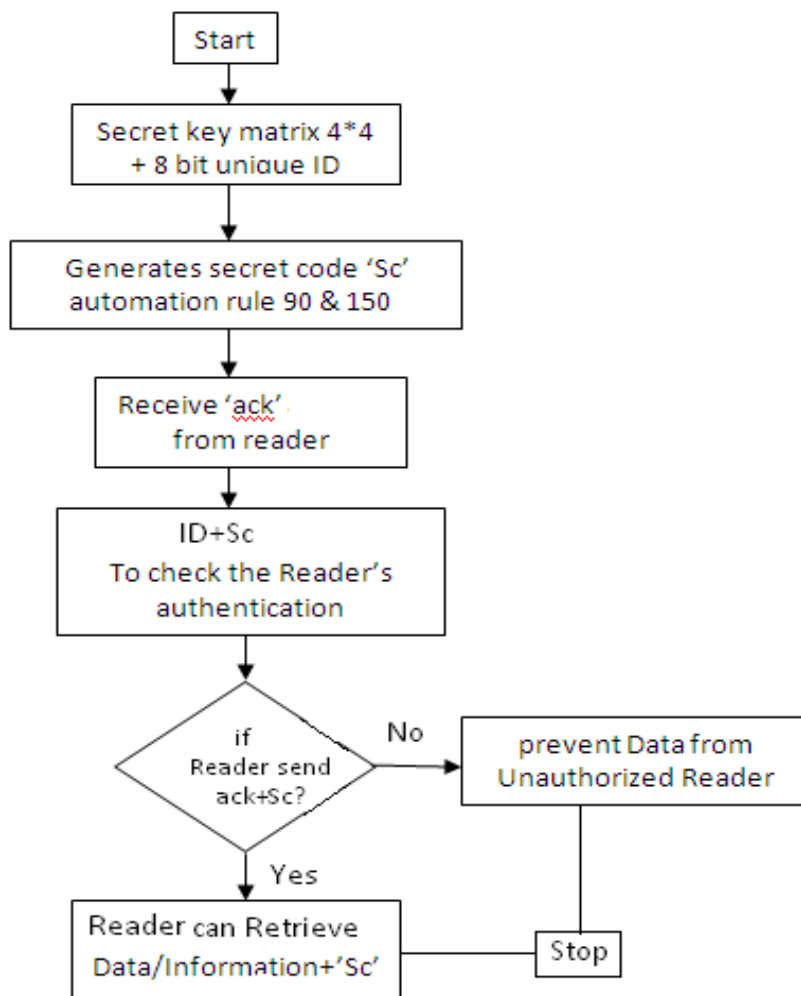 Start
Secret key matrix 4*4
+ 8 bit unique ID
Generates secret code ‘Sc’
automation rule 90 & 150
Receive ‘ack’
from reader
ID+Sc
To check the Reader’s
authentication
if
Reader send
ack+Sc?
No
prevent Data from
Unauthorized Reader
Yes
Reader can Retrieve
Data/Information+’Sc’
Stop